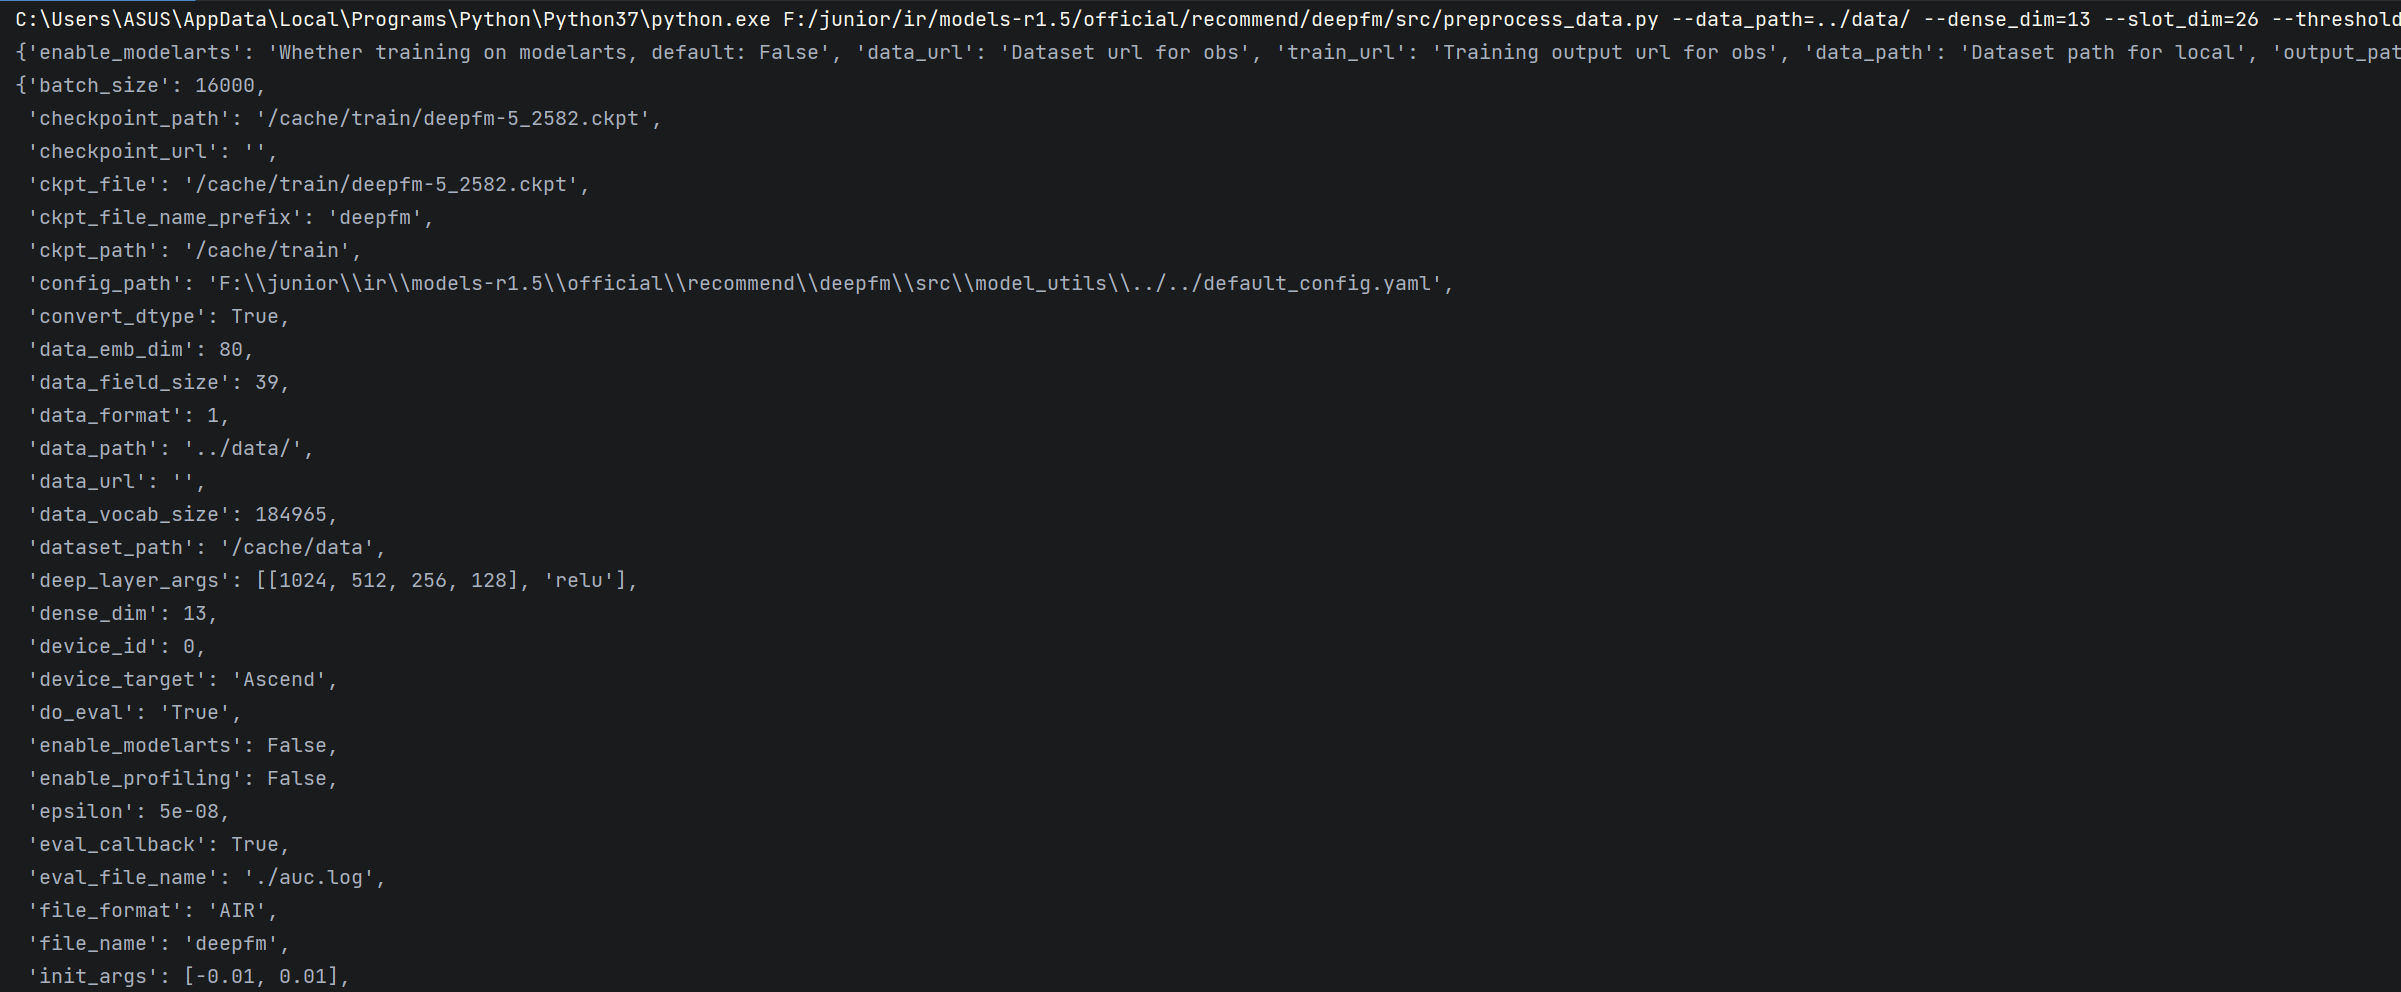 C:\Users\ASUS\AppData\Local\Programs\Python\Python37\python.exe F:/junior/ir/models-r1.5/official/recommend/deepfm/src/preprocess_data.py --data_path=../data/ --dense_dim=13 --slot_dim=26 --threshold
{'enable_modelarts': 'Whether training on modelarts, default: False', 'data_url': 'Dataset url for obs', 'train_url': 'Training output url for obs', 'data_path': 'Dataset path for local', 'output_pat
{'batch_size': 16000,
 'checkpoint_path': '/cache/train/deepfm-5_2582.ckpt',
 'checkpoint_url': '',
 'ckpt_file': '/cache/train/deepfm-5_2582.ckpt',
 'ckpt_file_name_prefix': 'deepfm',
 'ckpt_path': '/cache/train',
 'config_path': 'F:\\junior\\ir\\models-r1.5\\official\\recommend\\deepfm\\src\\model_utils\\../../default_config.yaml',
 'convert_dtype': True,
 'data_emb_dim': 80,
 'data_field_size': 39,
 'data_format': 1,
 'data_path': '../data/',
 'data_url': '',
 'data_vocab_size': 184965,
 'dataset_path': '/cache/data',
 'deep_layer_args': [[1024, 512, 256, 128], 'relu'],
 'dense_dim': 13,
 'device_id': 0,
 'device_target': 'Ascend',
 'do_eval': 'True',
 'enable_modelarts': False,
 'enable_profiling': False,
 'epsilon': 5e-08,
 'eval_callback': True,
 'eval_file_name': './auc.log',
 'file_format': 'AIR',
 'file_name': 'deepfm',
 'init_args': [-0.01, 0.01],